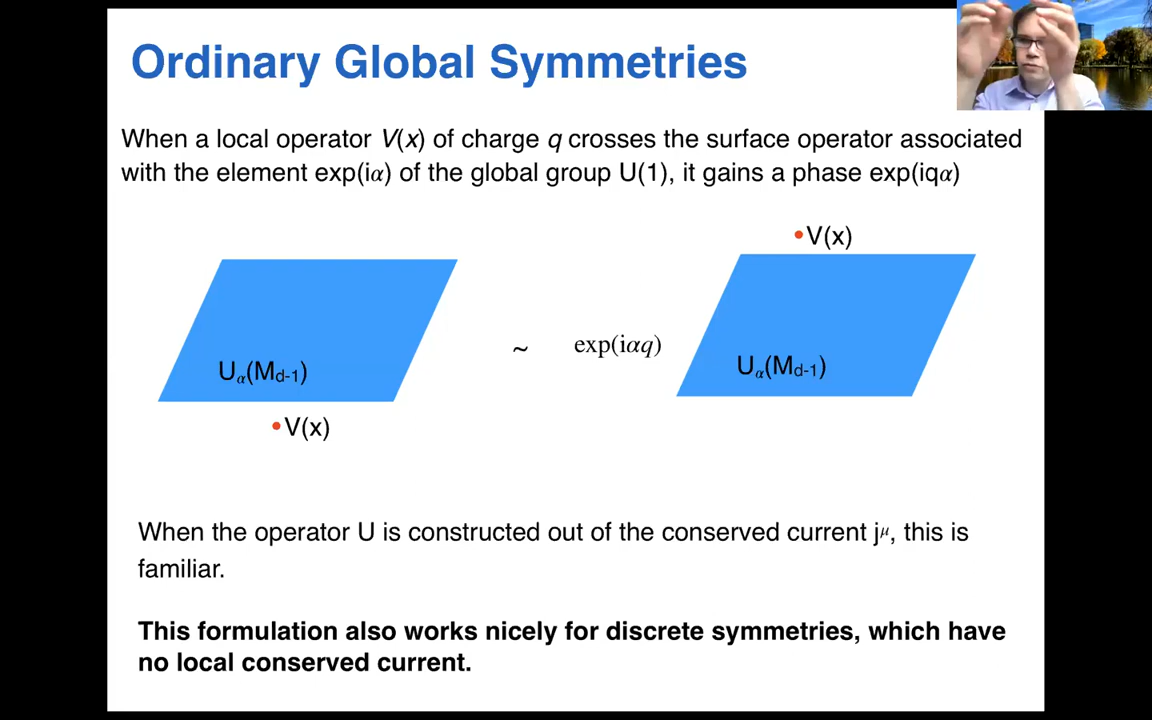 Ordinary Global Symmetries
When a local operator V(x) of charge q crosses the surface operator associated
with the element exp(iα) of the global group U(1), it gains a phase exp(iqα)
•V(x)
~ exp(iαq)
Uα(Md-1)
Uα(Md-1)
•V(x)
When the operator U is constructed out of the conserved current jμ, this is
familiar.
This formulation also works nicely for discrete symmetries, which have
no local conserved current.